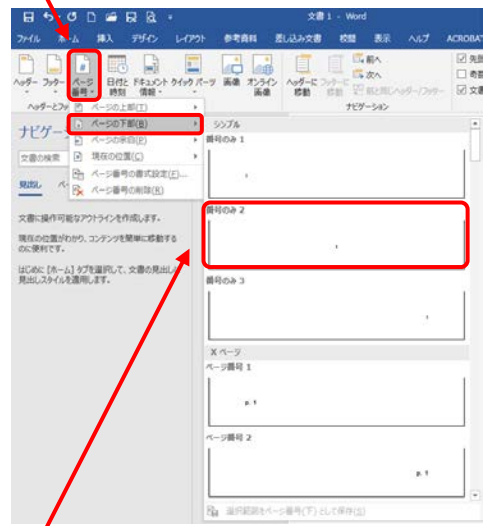 文書 1 - Word
ファイル ホーム 挿入 デザイン レイアウト 参考資料 差し込み文書 校閲 表示 ヘルプ ACROBAT
ヘッダー フッター ページ番号 日付と時刻 ドキュメント情報 クイック パーツ 画像 オンライン画像 ヘッダーに移動 フッターに移動 前へ 次へ 前と同じヘッダー/フッター
ヘッダーとフ ナビゲーション
ページの上部(T)
ページの下部(B)
ページの余白(P)
現在の位置(C)
ページ番号の書式設定(F)...
ページ番号の削除(R)
ナビゲー
文書の検索
見出し ペ
文書に操作可能なアウトラインを作成します。
現在の位置がわかり、コンテンツを簡単に移動する
のに便利です。
はじめに [ホーム] タブを選択して、文書の見出し
見出しスタイルを適用します。
シンプル
番号のみ 1
1
番号のみ 2
1
番号のみ 3
1
X ページ
ページ番号 1
p. 1
ページ番号 2
p. 1
選択範囲をページ番号(下)として保存(S)